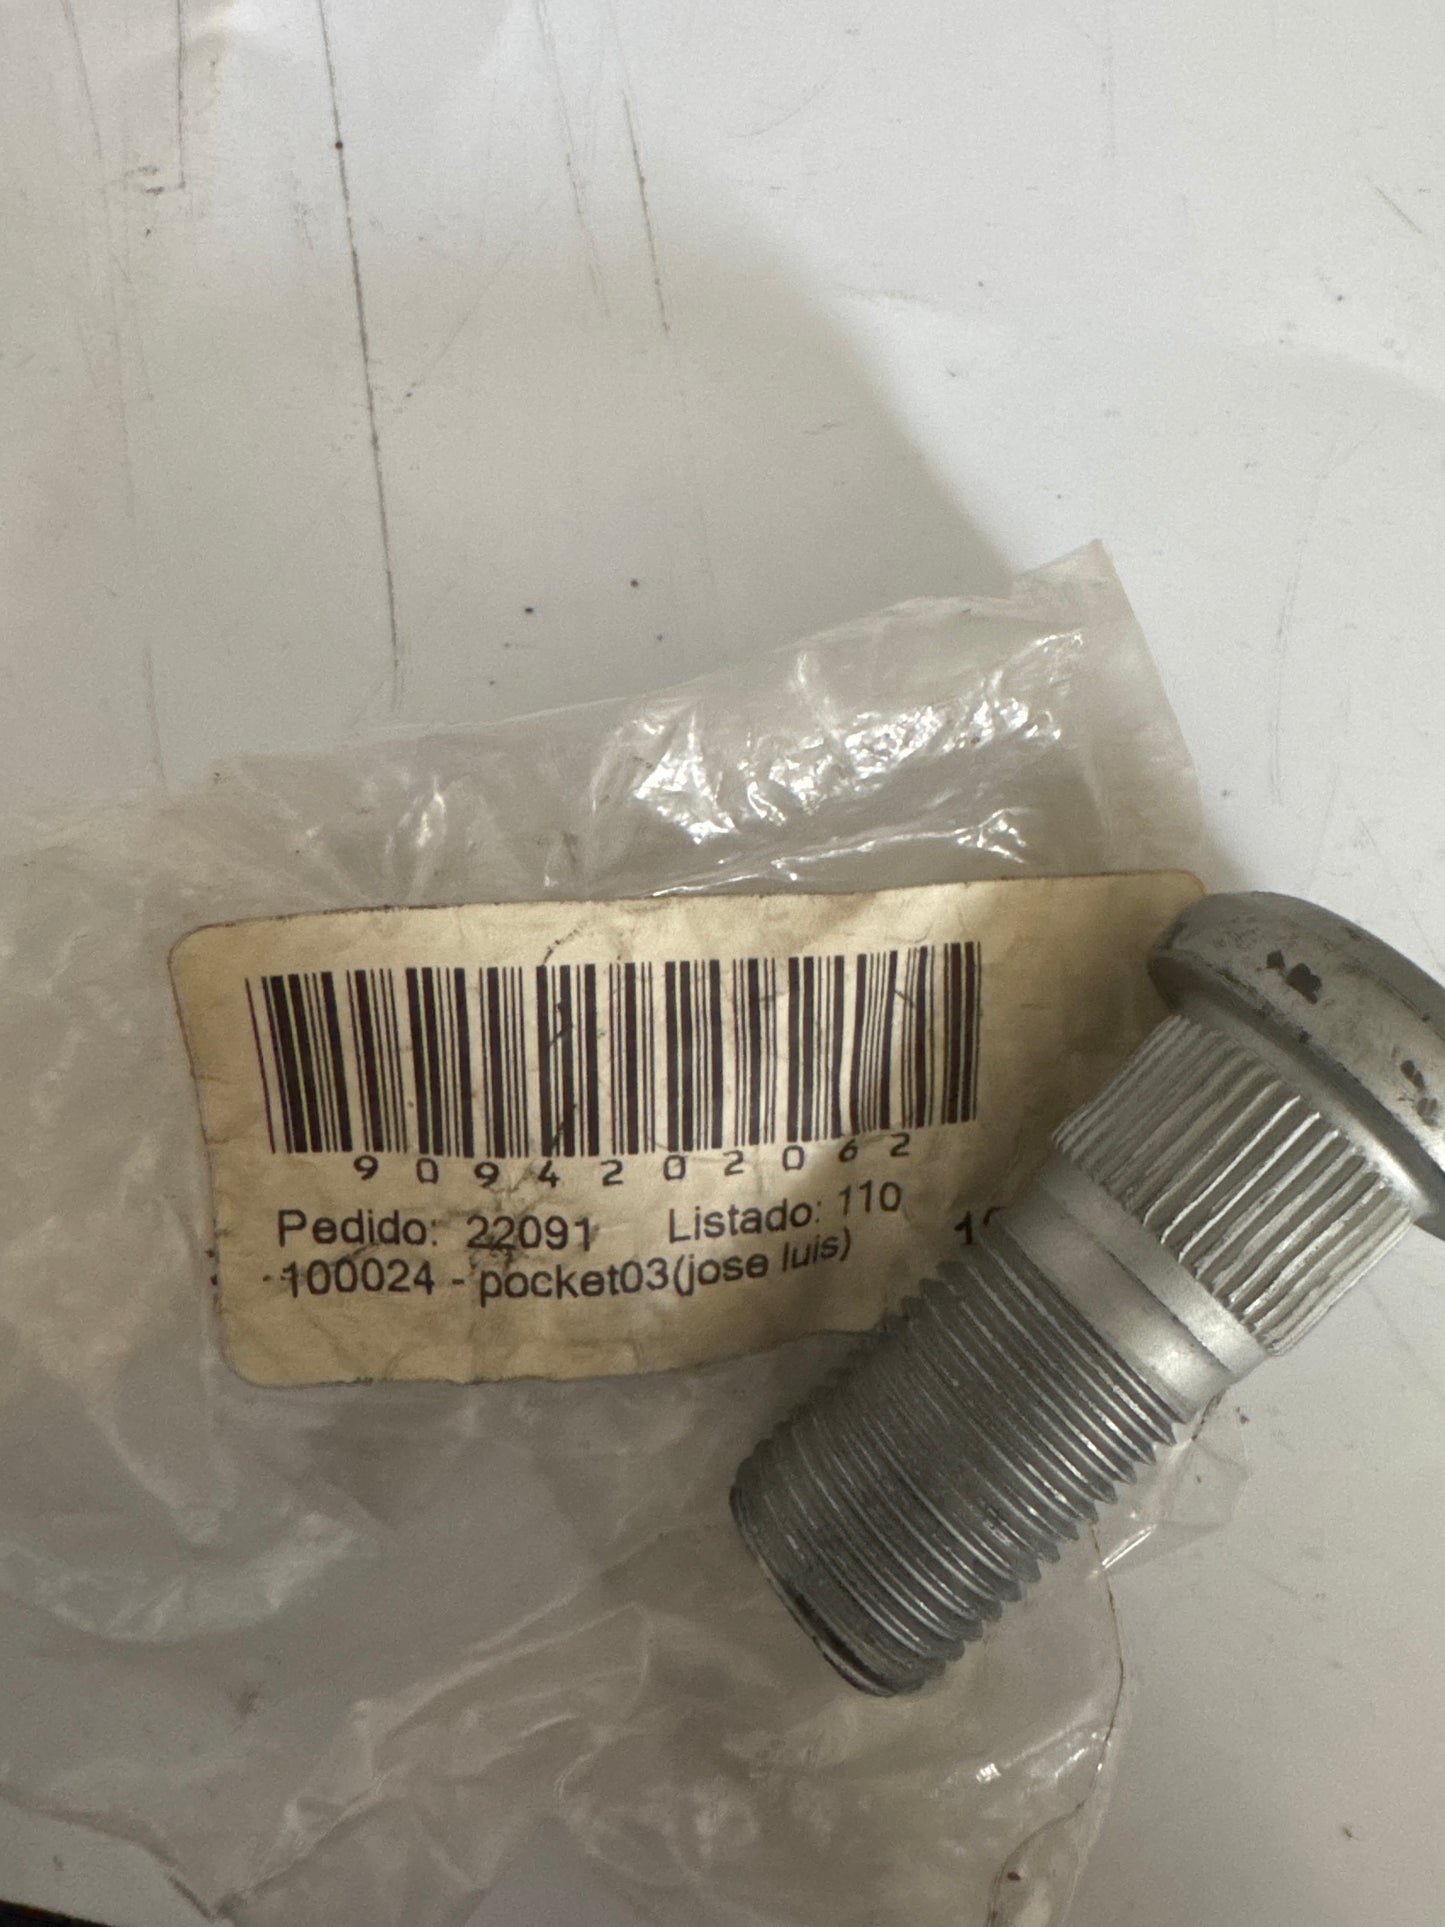 9094202062
Pedido: 22091 Listado: 110
100024 - pocket03(jose luis)